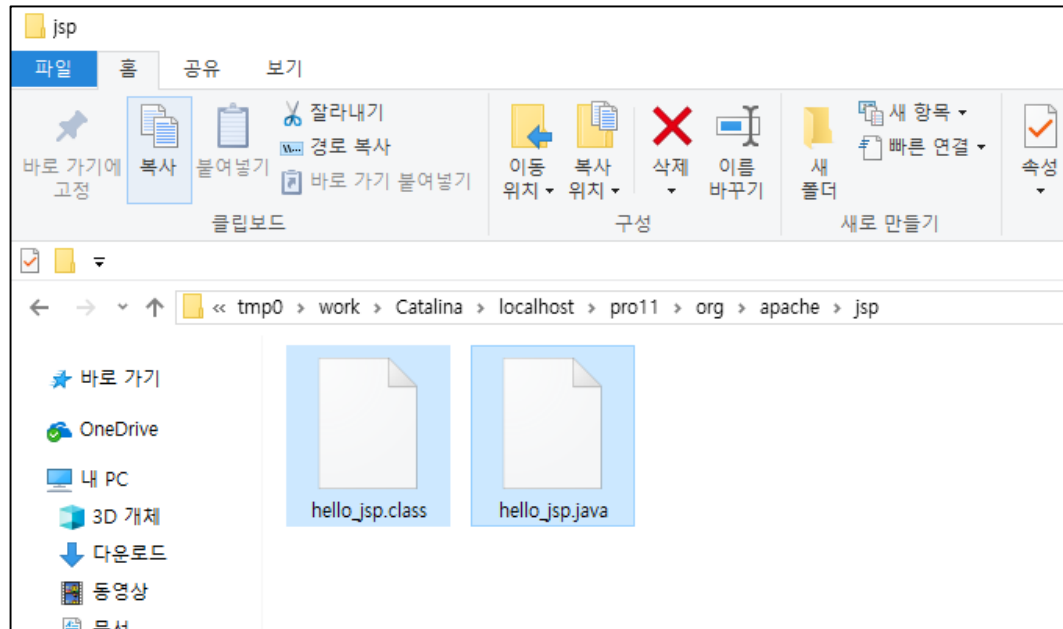 jsp
파일 홈 공유 보기
바로 가기에
고정
복사
붙여넣기
잘라내기
경로 복사
바로 가기 붙여넣기
클립보드
이동
위치
복사
위치
삭제
이름
바꾸기
구성
새
폴더
새 항목
빠른 연결
새로 만들기
속성
« tmp0 > work > Catalina > localhost > pro11 > org > apache > jsp
바로 가기
OneDrive
내 PC
3D 개체
다운로드
동영상
hello_jsp.class
hello_jsp.java